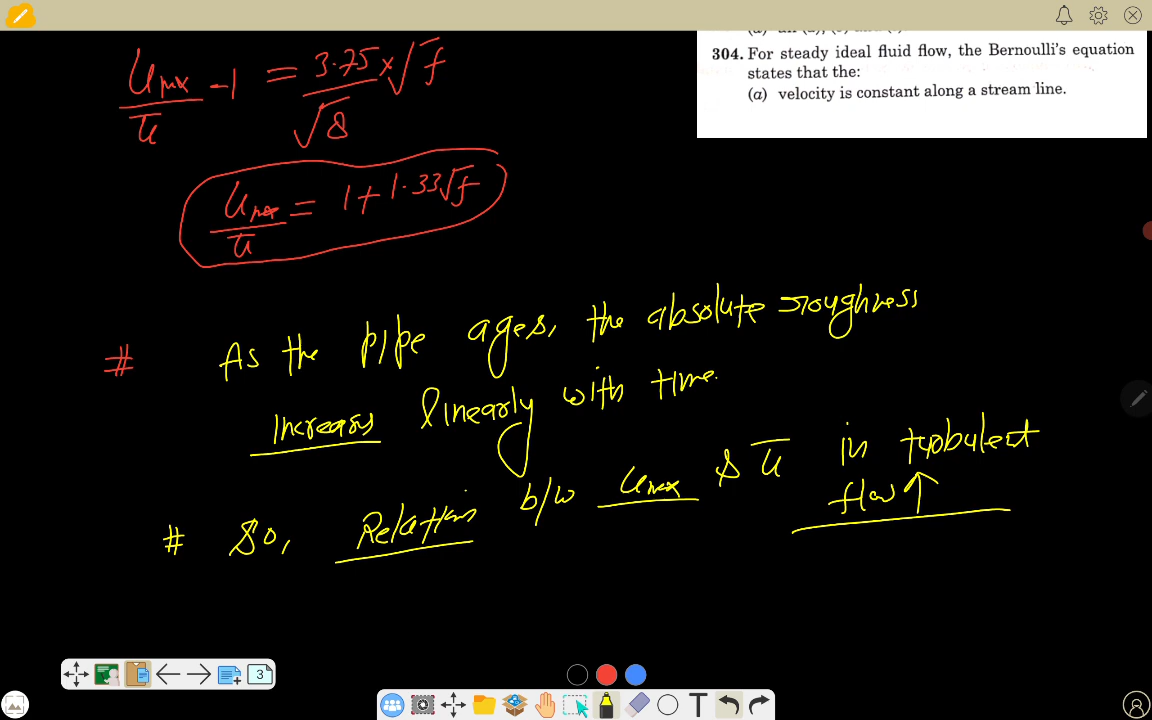 304. For steady ideal fluid flow, the Bernoulli's equation
states that the:
(a) velocity is constant along a stream line.
Umax/ū - 1 = 3.75 x √f / √8
Umax/ū = 1 + 1.33√f
# As the pipe ages, the absolute roughness
increases linearly with time.
# So, Relation b/w Umax & ū in turbulent
flow ↑
3
T